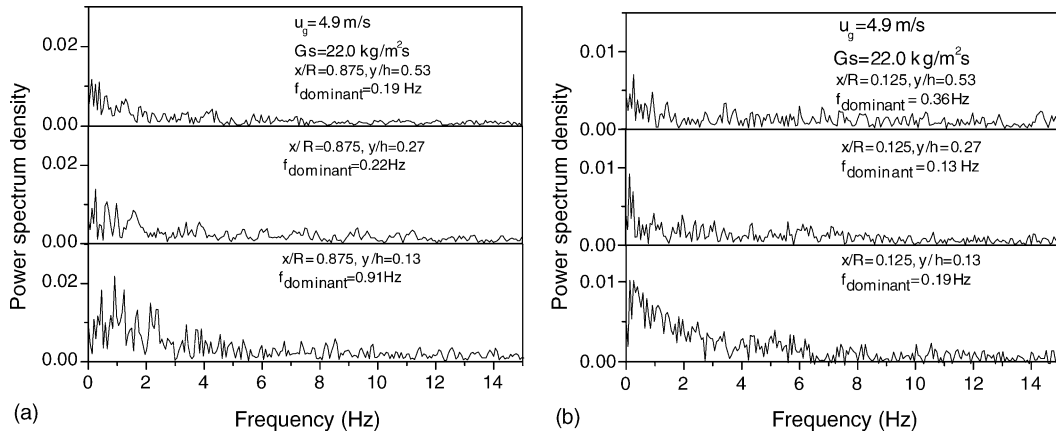 u_g=4.9 m/s
Gs=22.0 kg/m²s
x/R=0.875, y/h=0.53
f_dominant=0.19 Hz
0.02
0.00
x/R=0.875, y/h=0.27
f_dominant=0.22Hz
0.02
0.00
x/R=0.875, y/h=0.13
f_dominant=0.91Hz
0.02
0.00
0 2 4 6 8 10 12 14
Power spectrum density
Frequency (Hz)
(a)
u_g=4.9 m/s
Gs=22.0 kg/m²s
x/R=0.125, y/h=0.53
f_dominant=0.36Hz
0.01
0.00
x/R=0.125, y/h=0.27
f_dominant=0.13Hz
0.01
0.00
x/R=0.125, y/h=0.13
f_dominant=0.19Hz
0.01
0.00
0 2 4 6 8 10 12 14
Power spectrum density
Frequency (Hz)
(b)